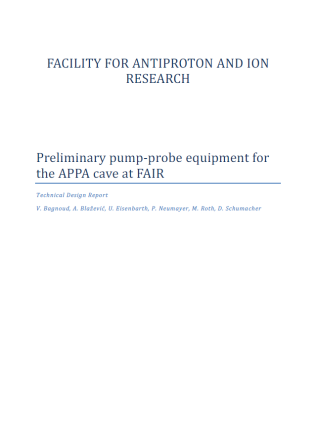 FACILITY FOR ANTIPROTON AND ION
RESEARCH
Preliminary pump-probe equipment for
the APPA cave at FAIR
Technical Design Report
V. Bagnoud, A. Blažević, U. Eisenbarth, P. Neumayer, M. Roth, D. Schumacher